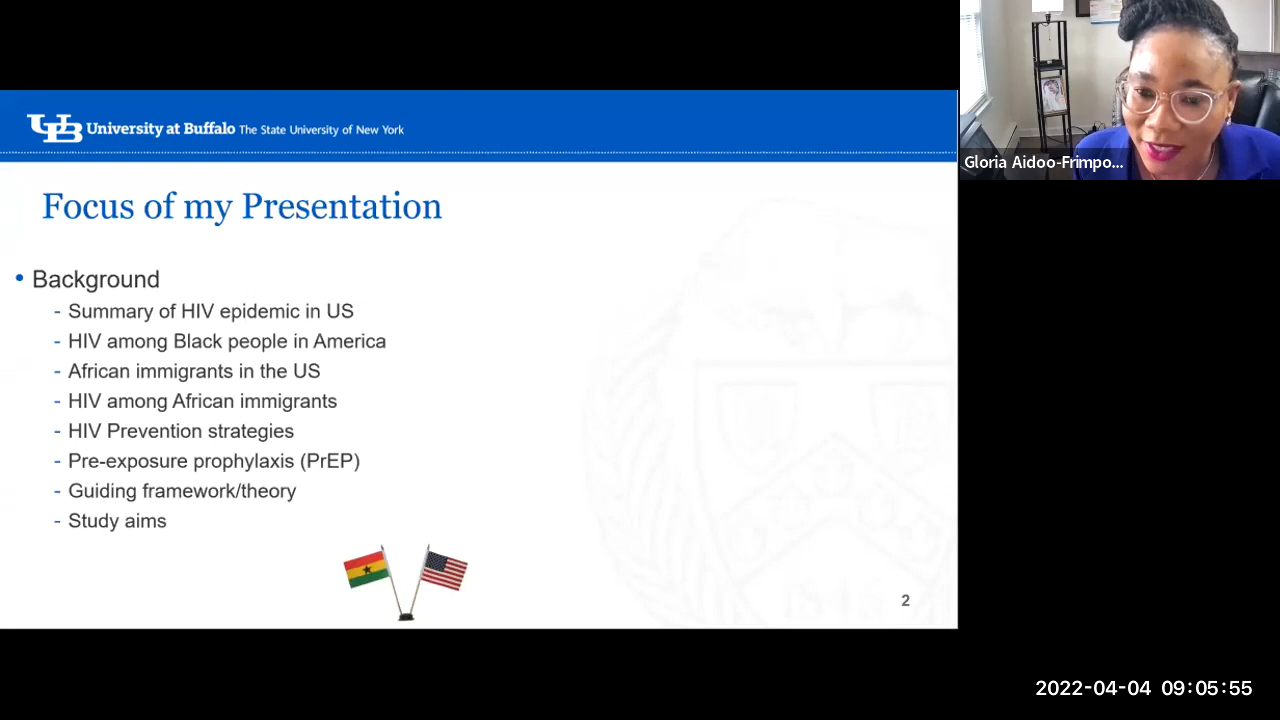 UB University at Buffalo The State University of New York
Gloria Aidoo-Frimpo...
Focus of my Presentation
• Background
- Summary of HIV epidemic in US
- HIV among Black people in America
- African immigrants in the US
- HIV among African immigrants
- HIV Prevention strategies
- Pre-exposure prophylaxis (PrEP)
- Guiding framework/theory
- Study aims
2
2022-04-04 09:05:55